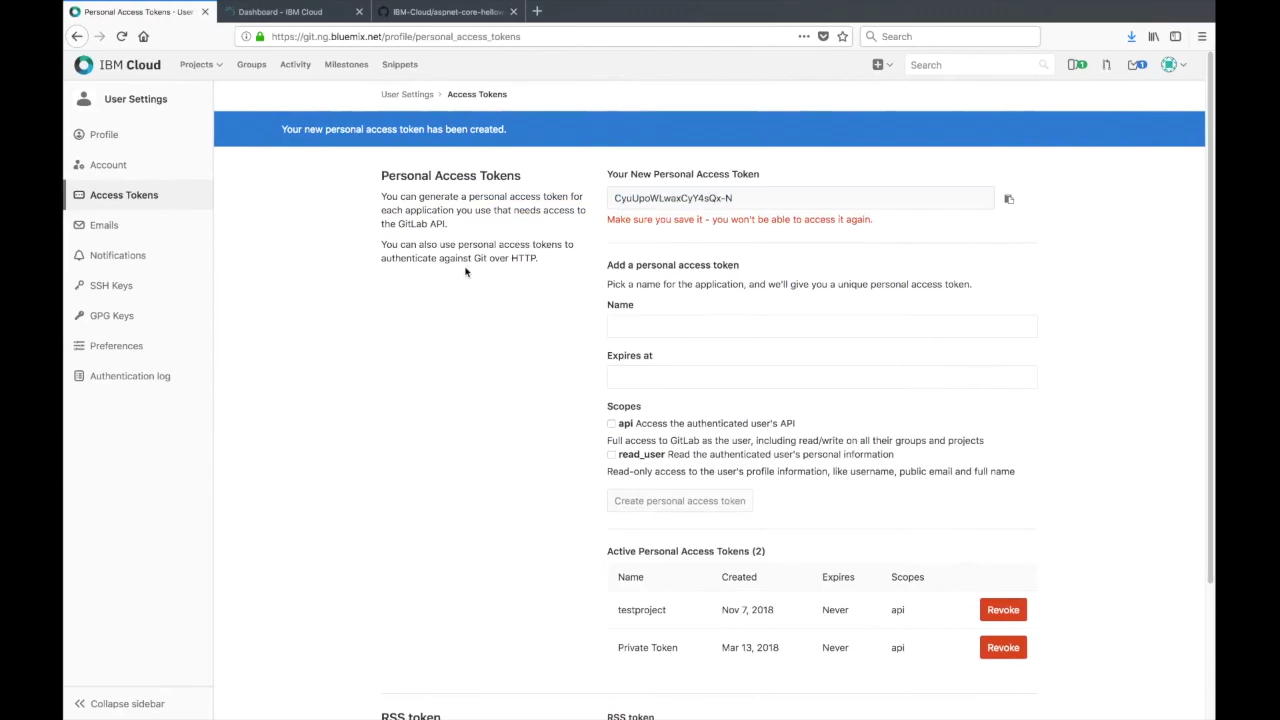 Personal Access Tokens · User
Dashboard - IBM Cloud
IBM-Cloud/aspnet-core-hellow
https://git.ng.bluemix.net/profile/personal_access_tokens
Search
IBM Cloud
Projects
Groups
Activity
Milestones
Snippets
Search
1
1
User Settings
Profile
Account
Access Tokens
Emails
Notifications
SSH Keys
GPG Keys
Preferences
Authentication log
Collapse sidebar
User Settings > Access Tokens
Your new personal access token has been created.
Personal Access Tokens
You can generate a personal access token for
each application you use that needs access to
the GitLab API.
You can also use personal access tokens to
authenticate against Git over HTTP.
Your New Personal Access Token
CyuUpoWLwaxCyY4sQx-N
Make sure you save it - you won't be able to access it again.
Add a personal access token
Pick a name for the application, and we'll give you a unique personal access token.
Name
Expires at
Scopes
api Access the authenticated user's API
Full access to GitLab as the user, including read/write on all their groups and projects
read_user Read the authenticated user's personal information
Read-only access to the user's profile information, like username, public email and full name
Create personal access token
Active Personal Access Tokens (2)
Name Created Expires Scopes
testproject Nov 7, 2018 Never api Revoke
Private Token Mar 13, 2018 Never api Revoke
RSS token
RSS token